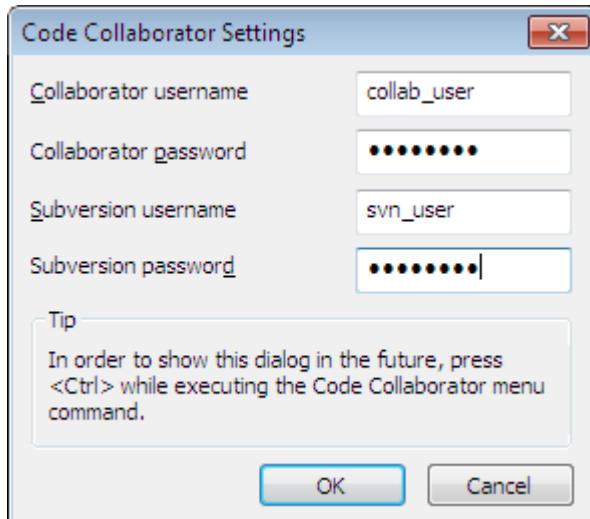 Code Collaborator Settings
Collaborator username collab_user
Collaborator password ●●●●●●●●
Subversion username svn_user
Subversion password ●●●●●●●●
Tip
In order to show this dialog in the future, press
<Ctrl> while executing the Code Collaborator menu
command.
OK Cancel